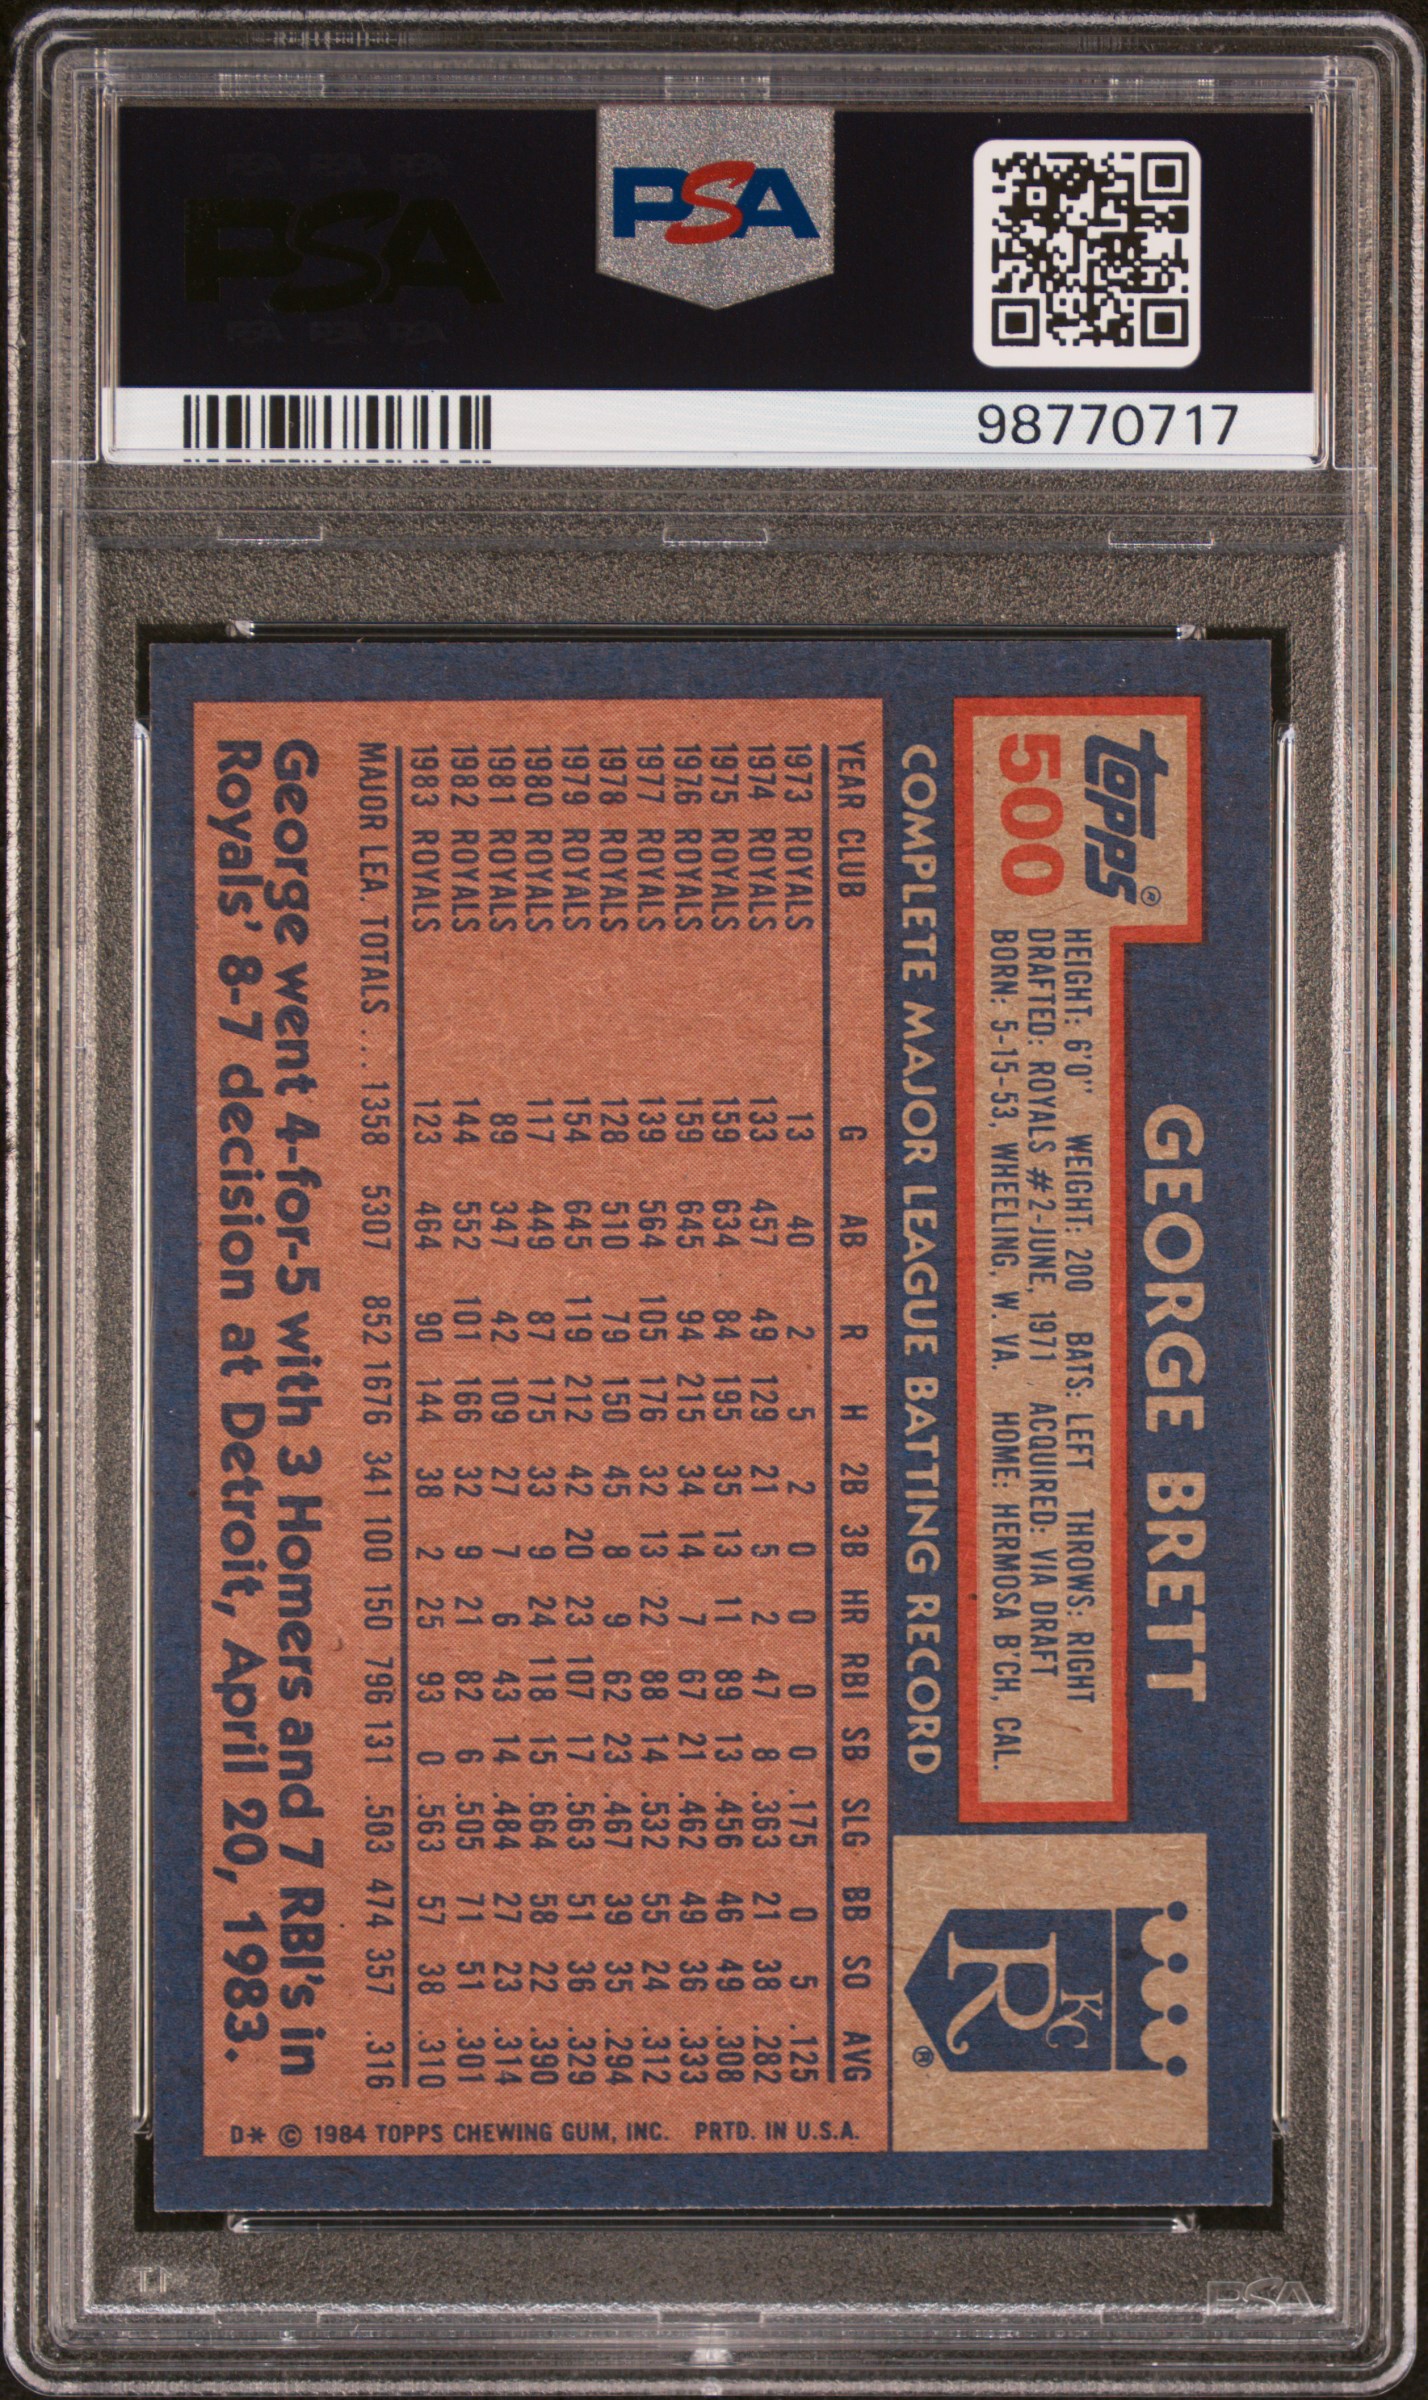 PSA PSA PSA
PSA
PSA PSA PSA
PSA
98770717
topps®
500
GEORGE BRETT
HEIGHT: 6'0" WEIGHT: 200 BATS: LEFT THROWS: RIGHT
DRAFTED: ROYALS #2-JUNE, 1971 ACQUIRED: VIA DRAFT
BORN: 5-15-53, WHEELING, W. VA. HOME: HERMOSA B'CH, CAL.
KC
R
®
COMPLETE MAJOR LEAGUE BATTING RECORD
YEAR CLUB G AB R H 2B 3B HR RBI SB SLG BB SO AVG
1973 ROYALS 13 40 2 5 2 0 0 0 0 .175 0 5 .125
1974 ROYALS 133 457 49 129 21 5 2 47 8 .363 21 38 .282
1975 ROYALS 159 634 84 195 35 13 11 89 13 .456 46 49 .308
1976 ROYALS 159 645 94 215 34 14 7 67 21 .462 49 36 .333
1977 ROYALS 139 564 105 176 32 13 22 88 14 .532 55 24 .312
1978 ROYALS 128 510 79 150 45 8 9 62 23 .467 39 35 .294
1979 ROYALS 154 645 119 212 42 20 23 107 17 .563 51 36 .329
1980 ROYALS 117 449 87 175 33 9 24 118 15 .664 58 22 .390
1981 ROYALS 89 347 42 109 27 7 6 43 14 .484 27 23 .314
1982 ROYALS 144 552 101 166 32 9 21 82 6 .505 71 51 .301
1983 ROYALS 123 464 90 144 38 2 25 93 0 .563 57 38 .310
MAJOR LEA. TOTALS ... 1358 5307 852 1676 341 100 150 796 131 .503 474 357 .316
George went 4-for-5 with 3 Homers and 7 RBI's in
Royals' 8-7 decision at Detroit, April 20, 1983.
D* © 1984 TOPPS CHEWING GUM, INC. PRTD. IN U.S.A.
PSA